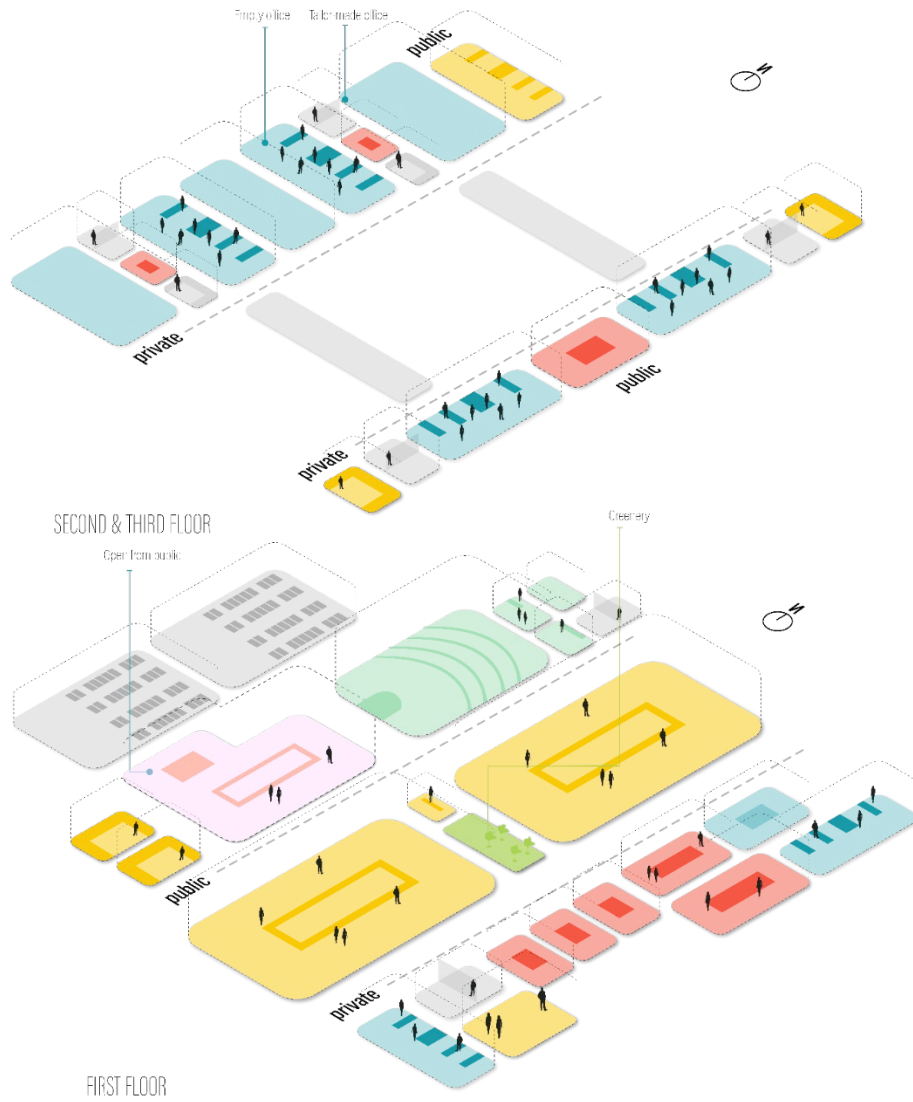 Empty office
Tailor-made office
public
N
private
public
private
SECOND & THIRD FLOOR
Greenery
Open from public
N
public
private
FIRST FLOOR